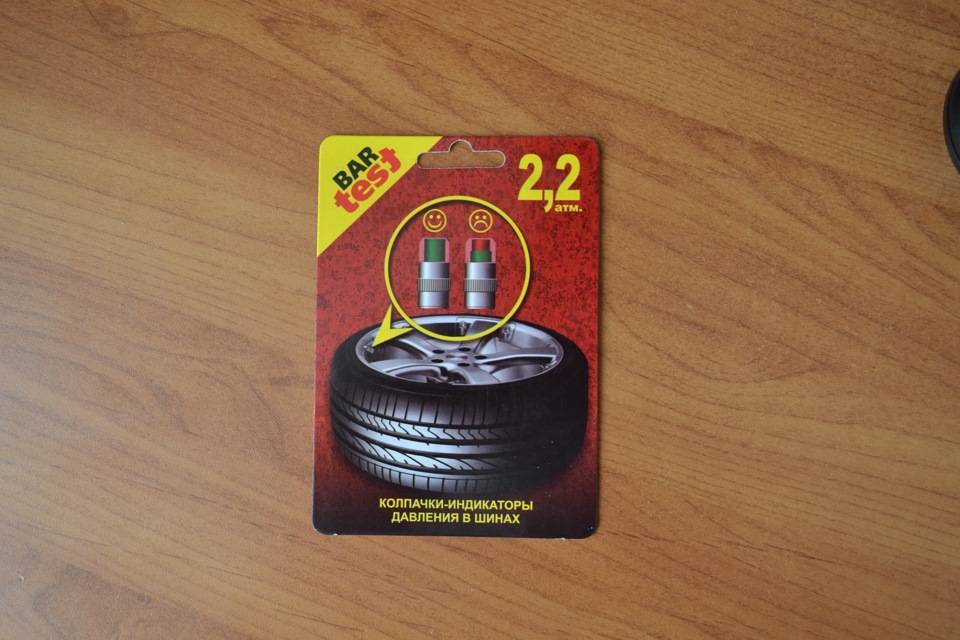 BAR
test
2,2
атм.
КОЛПАЧКИ-ИНДИКАТОРЫ
ДАВЛЕНИЯ В ШИНАХ